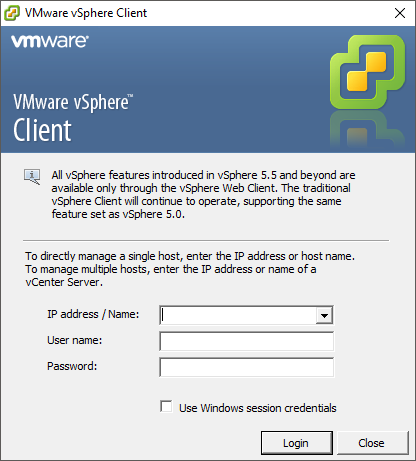 VMware vSphere Client
vmware®
VMware vSphere™
Client
All vSphere features introduced in vSphere 5.5 and beyond are
available only through the vSphere Web Client. The traditional
vSphere Client will continue to operate, supporting the same
feature set as vSphere 5.0.
To directly manage a single host, enter the IP address or host name.
To manage multiple hosts, enter the IP address or name of a
vCenter Server.
IP address / Name:
User name:
Password:
Use Windows session credentials
Login
Close